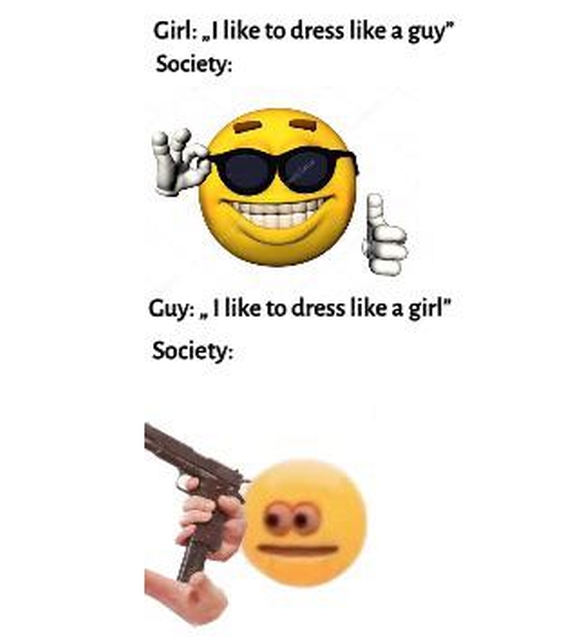 Girl: „I like to dress like a guy”
Society:
Guy: „ I like to dress like a girl”
Society: